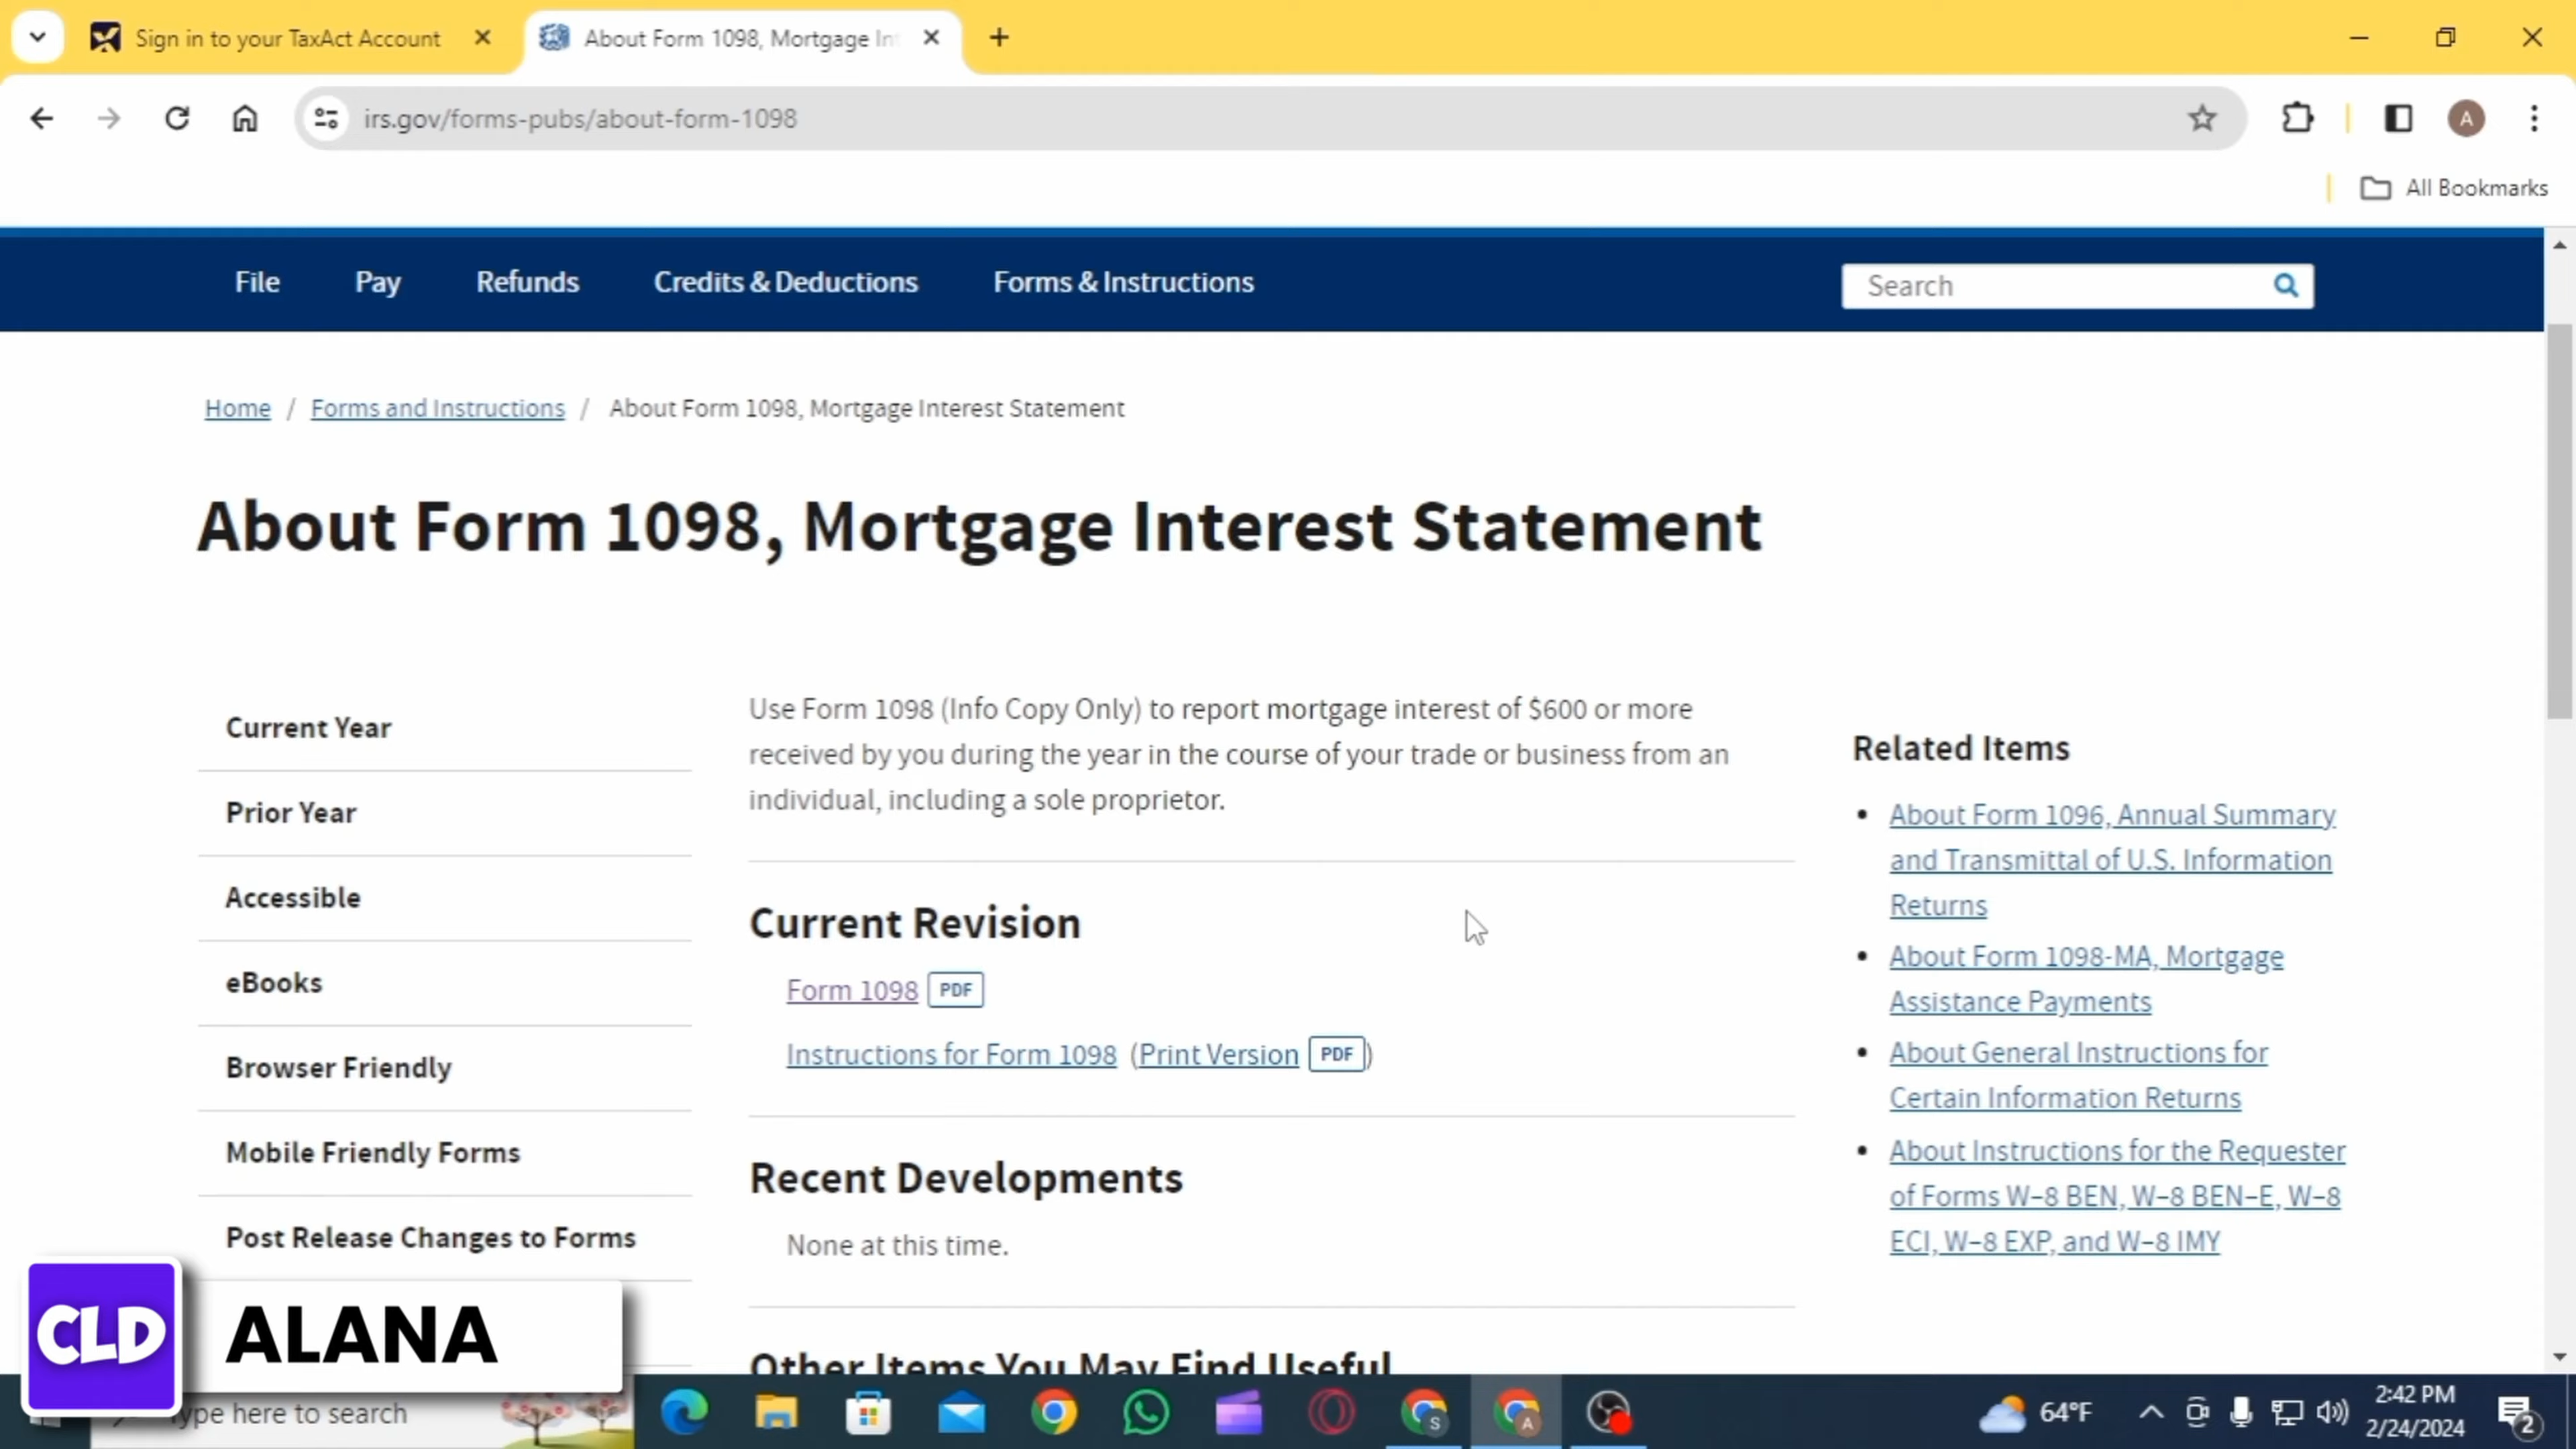 Sign in to your TaxAct Account
About Form 1098, Mortgage In
irs.gov/forms-pubs/about-form-1098
A
All Bookmarks
File
Pay
Refunds
Credits & Deductions
Forms & Instructions
Search
Home / Forms and Instructions / About Form 1098, Mortgage Interest Statement
About Form 1098, Mortgage Interest Statement
Current Year
Prior Year
Accessible
eBooks
Browser Friendly
Mobile Friendly Forms
Post Release Changes to Forms
Use Form 1098 (Info Copy Only) to report mortgage interest of $600 or more
received by you during the year in the course of your trade or business from an
individual, including a sole proprietor.
Current Revision
Form 1098 PDF
Instructions for Form 1098 (Print Version PDF)
Recent Developments
None at this time.
Other Items You May Find Useful
Related Items
• About Form 1096, Annual Summary
and Transmittal of U.S. Information
Returns
• About Form 1098-MA, Mortgage
Assistance Payments
• About General Instructions for
Certain Information Returns
• About Instructions for the Requester
of Forms W–8 BEN, W–8 BEN–E, W–8
ECI, W–8 EXP, and W–8 IMY
CLD
ALANA
Type here to search
S
A
64°F
2:42 PM
2/24/2024
2